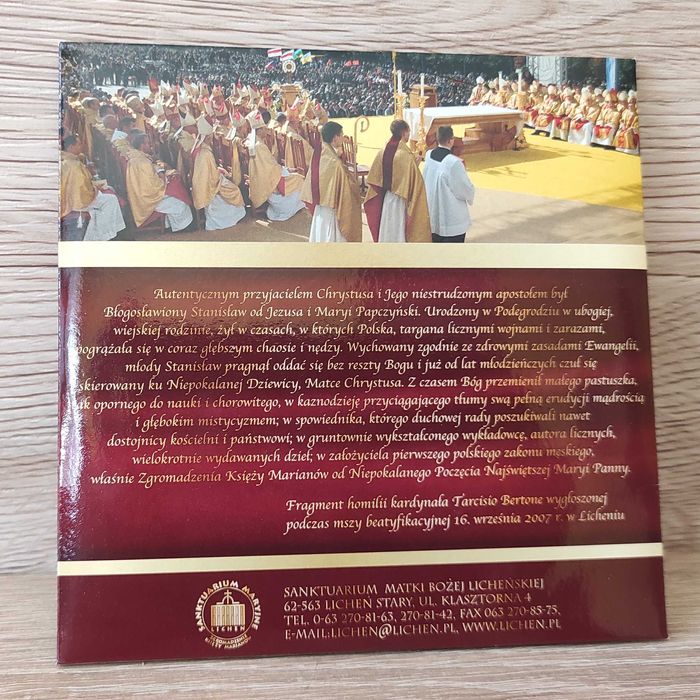 Autentycznym przyjacielem Chrystusa i Jego niestrudzonym apostołem był
Błogosławiony Stanisław od Jezusa i Maryi Papczyński. Urodzony w Podegrodziu w ubogiej,
wiejskiej rodzinie, żył w czasach, w których Polska, targana licznymi wojnami i zarazami,
pogrążała się w coraz głębszym chaosie i nędzy. Wychowany zgodnie ze zdrowymi zasadami Ewangelii,
młody Stanisław pragnął oddać się bez reszty Bogu i już od lat młodzieńczych czuł się
skierowany ku Niepokalanej Dziewicy, Matce Chrystusa. Z czasem Bóg przemienił małego pastuszka,
jak opornego do nauki i chorowitego, w kaznodzieję przyciągającego tłumy swą pełną erudycji mądrością
i głębokim mistycyzmem; w spowiednika, którego duchowej rady poszukiwali nawet
dostojnicy kościelni i państwowi; w gruntownie wykształconego wykładowcę, autora licznych,
wielokrotnie wydawanych dzieł; w założyciela pierwszego polskiego zakonu męskiego,
właśnie Zgromadzenia Księży Marianów od Niepokalanego Poczęcia Najświętszej Maryi Panny.
Fragment homilii kardynała Tarcisio Bertone wygłoszonej
podczas mszy beatyfikacyjnej 16. września 2007 r. w Licheniu
SANKTUARIUM MARYJNE
LICHEŃ
ZGROMADZENIE
KSIĘŻY MARIANÓW
SANKTUARIUM MATKI BOŻEJ LICHEŃSKIEJ
62-563 LICHEŃ STARY, UL. KLASZTORNA 4
TEL. 0-63 270-81-63, 270-81-42, FAX 063 270-85-75,
E-MAIL:LICHEN@LICHEN.PL, WWW.LICHEN.PL